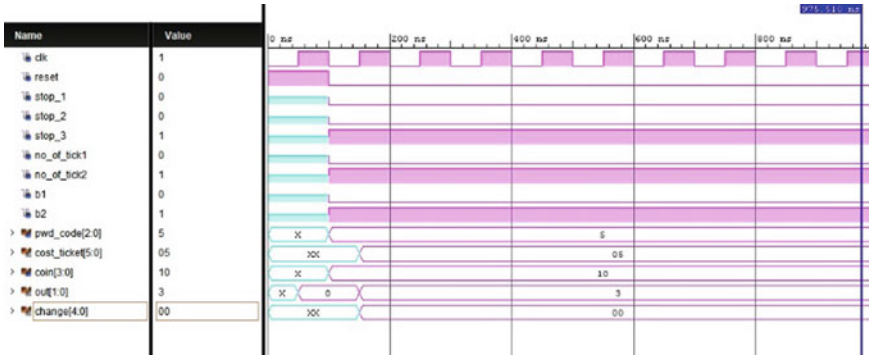 975.510 ns
Name Value
0 ns 200 ns 400 ns 600 ns 800 ns
clk 1
reset 0
stop_1 0
stop_2 0
stop_3 1
no_of_tick1 0
no_of_tick2 1
b1 0
b2 1
pwd_code[2:0] 5 X 5
cost_ticket[5:0] 05 XX 05
coin[3:0] 10 X 10
out[1:0] 3 X 0 3
change[4:0] 00 XX 00